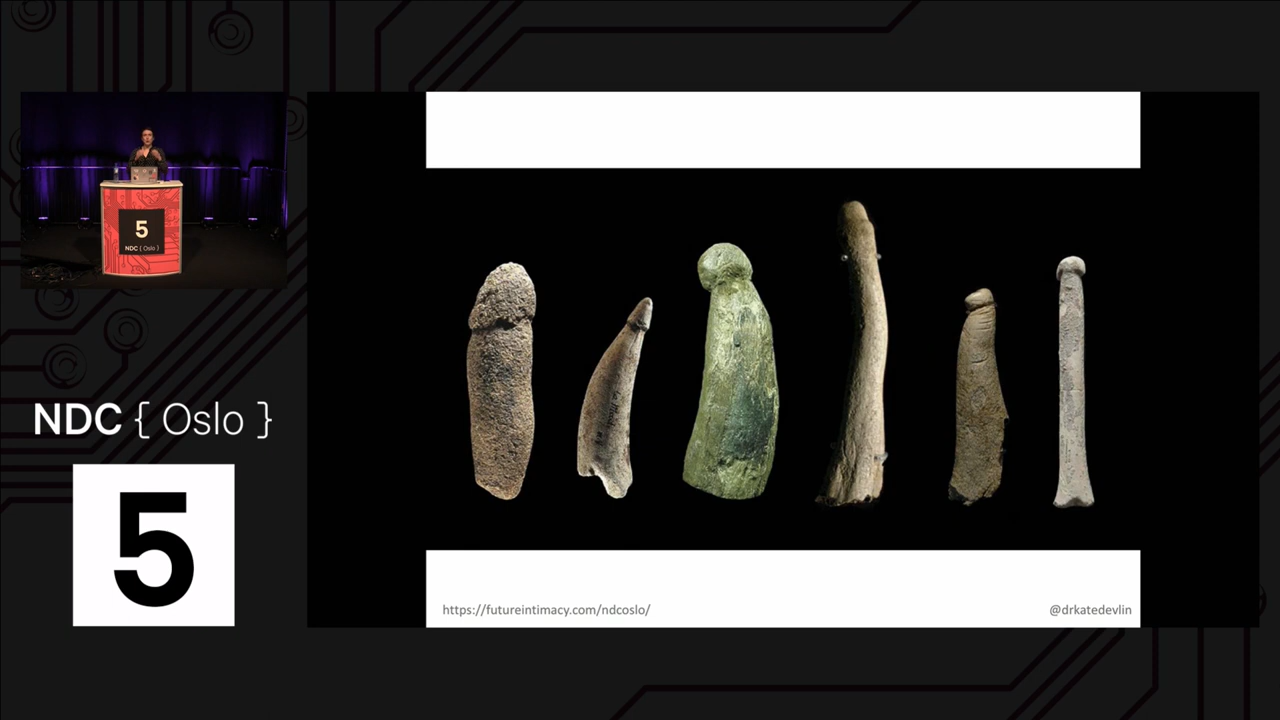 5
NDC { Oslo }
NDC { Oslo }
5
https://futureintimacy.com/ndcoslo/
@drkatedevlin